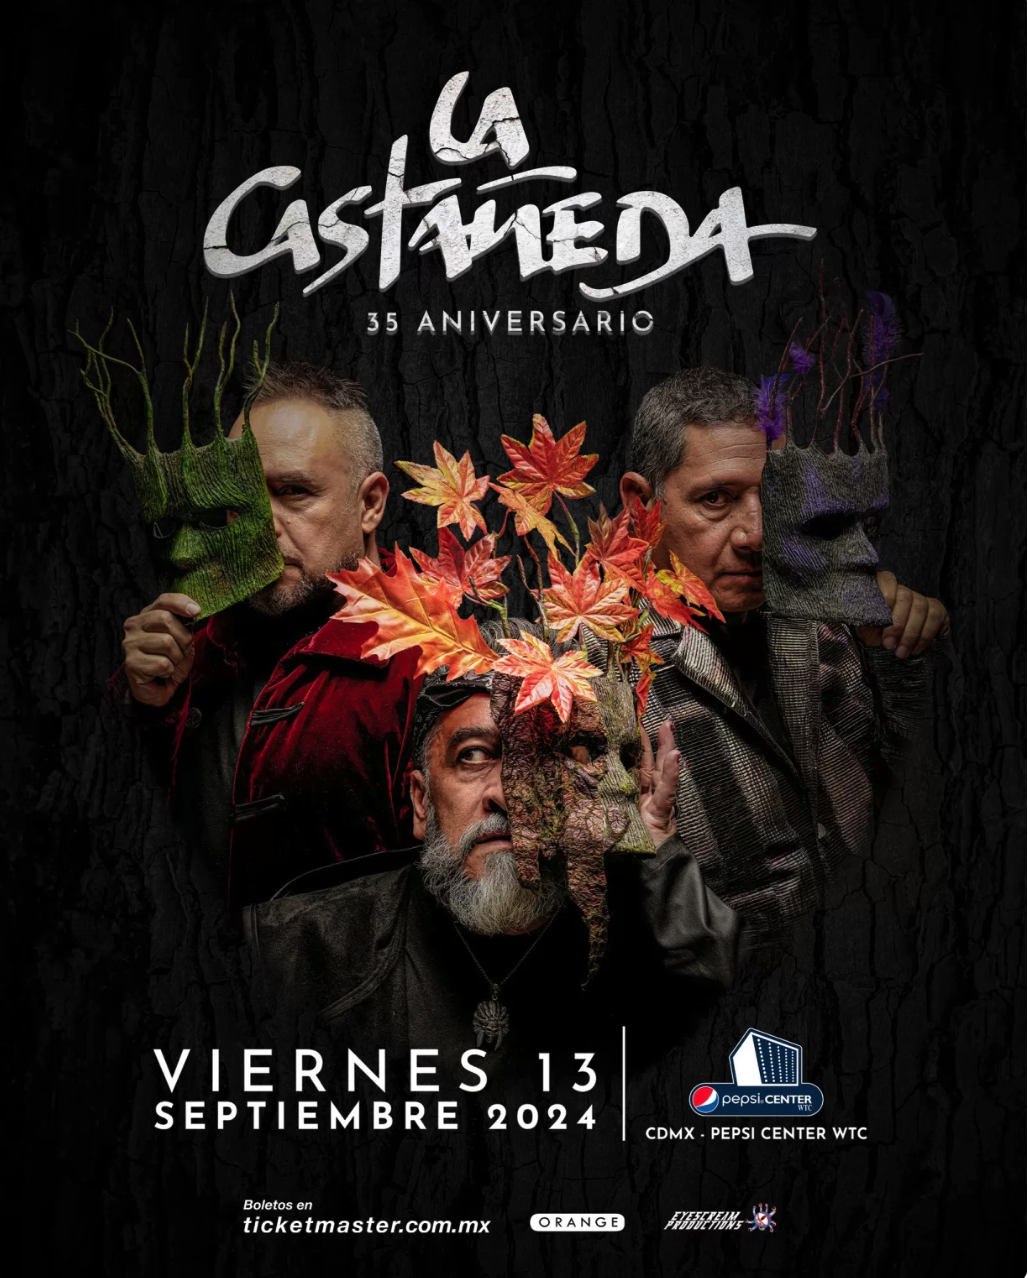 LA
CASTAÑEDA
35 ANIVERSARIO
VIERNES 13
SEPTIEMBRE 2024
pepsi CENTER
WTC
CDMX - PEPSI CENTER WTC
Boletos en
ticketmaster.com.mx
ORANGE
EYESCREAM
PRODUCTIONS